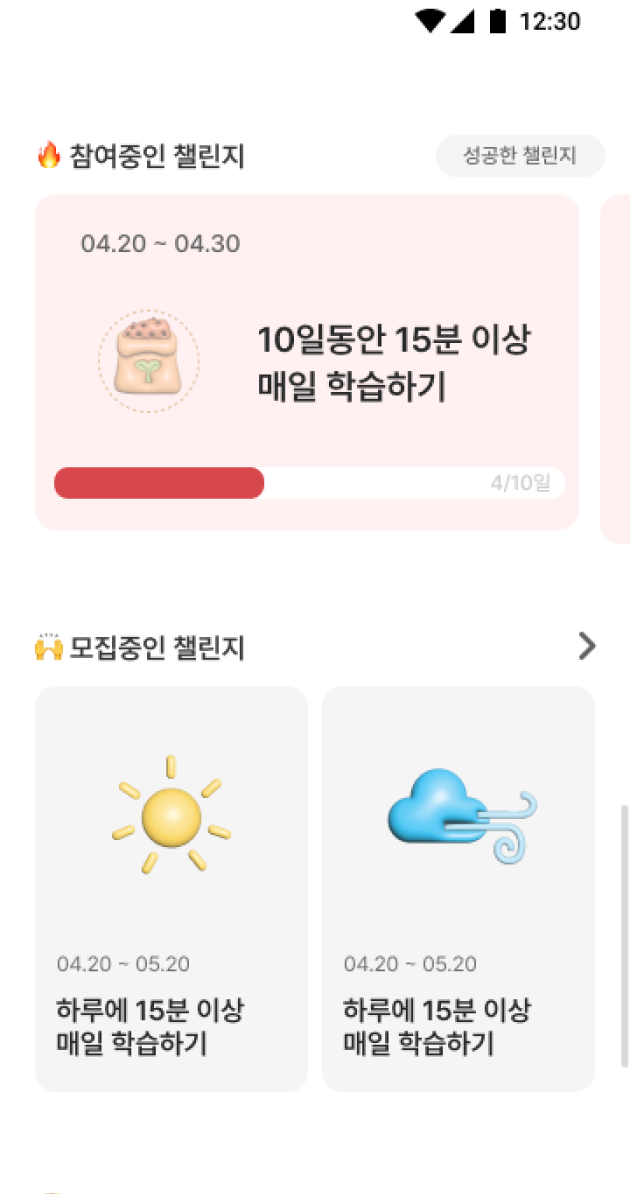 12:30
🔥 참여중인 챌린지
성공한 챌린지
04.20 ~ 04.30
10일동안 15분 이상
매일 학습하기
4/10일
🙌 모집중인 챌린지
04.20 ~ 05.20
하루에 15분 이상
매일 학습하기
04.20 ~ 05.20
하루에 15분 이상
매일 학습하기